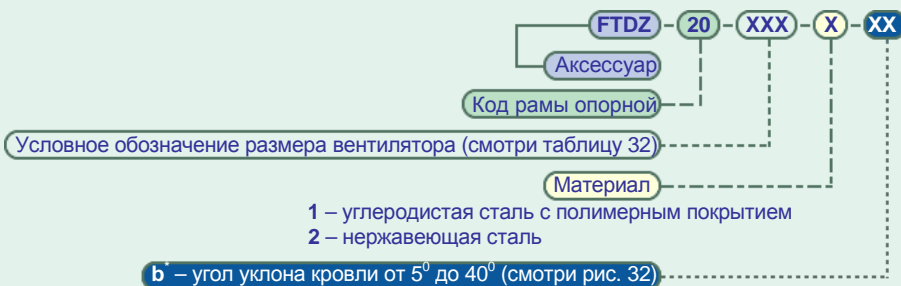 FTDZ - 20 - XXX - X - XX
Аксессуар
Код рамы опорной
Условное обозначение размера вентилятора (смотри таблицу 32)
Материал
1 – углеродистая сталь с полимерным покрытием
2 – нержавеющая сталь
b* – угол уклона кровли от 5⁰ до 40⁰ (смотри рис. 32)